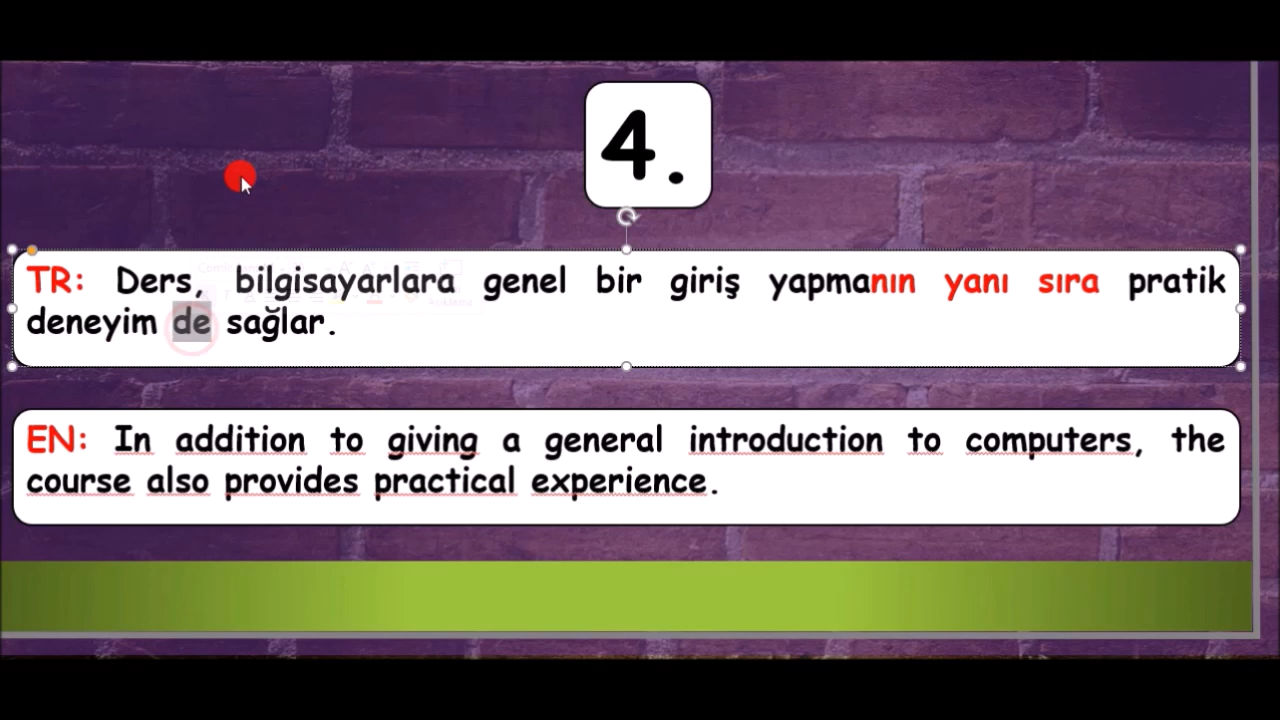 4.
TR: Ders, bilgisayarlara genel bir giriş yapmanın yanı sıra pratik
deneyim de sağlar.
EN: In addition to giving a general introduction to computers, the
course also provides practical experience.